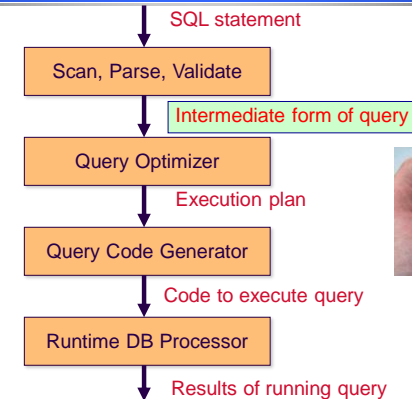 SQL statement
Scan, Parse, Validate
Intermediate form of query
Query Optimizer
Execution plan
Query Code Generator
Code to execute query
Runtime DB Processor
Results of running query